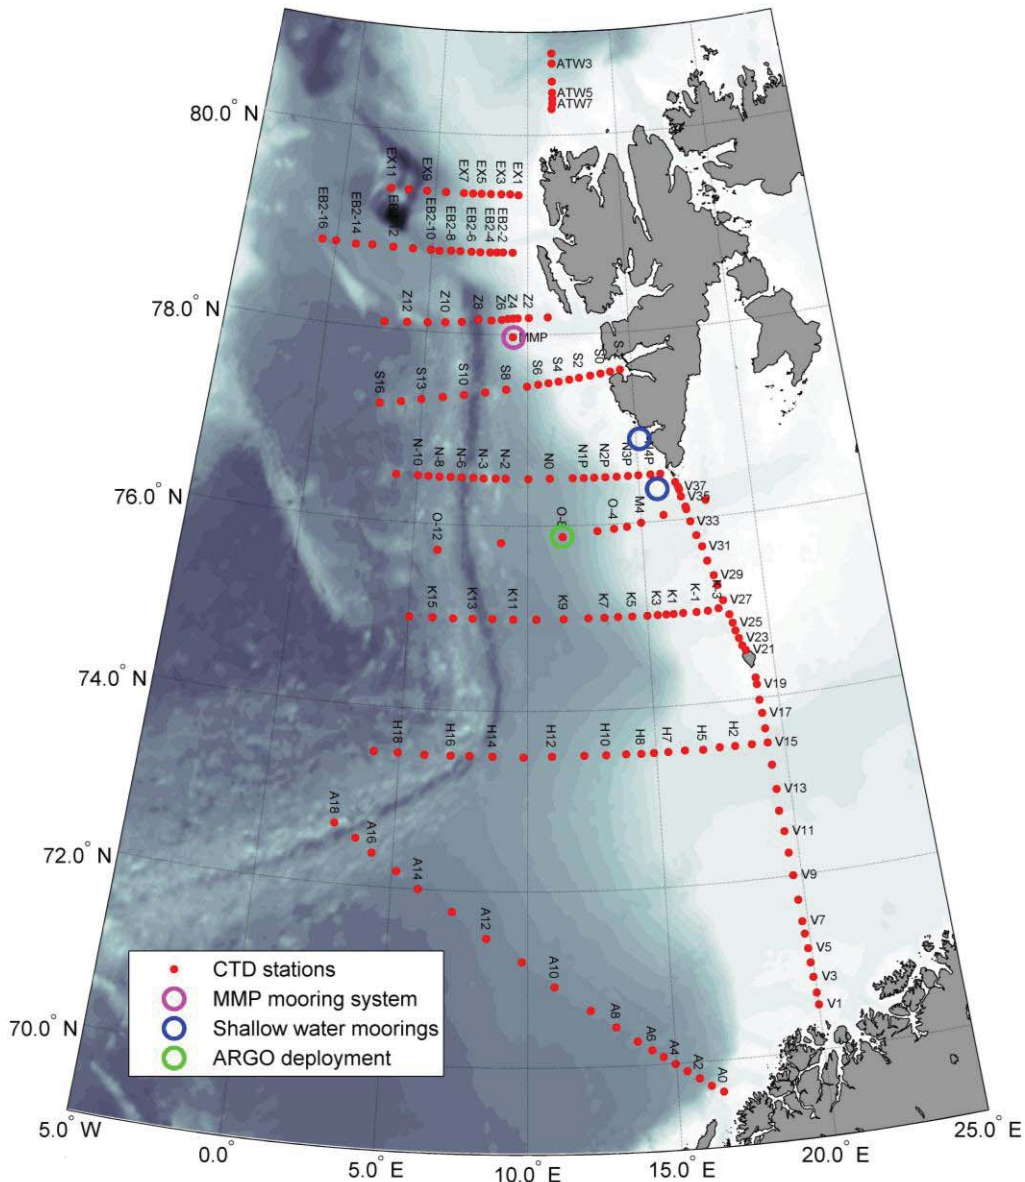 ATW3
ATW5
ATW7
80.0° N
EX11
EX9
EX7
EX5
EX3
EX1
EB2-16
EB2-14
EB2-10
EB2-8
EB2-6
EB2-4
EB2-2
78.0° N
Z12
Z10
Z8
Z6
Z4
Z2
MMP
S16
S13
S10
S8
S6
S4
S2
S0
76.0° N
N-10
N-8
N-6
N-3
N-2
N0
N1P
N2P
N3P
N4P
V37
V35
V33
O-12
O-4
M4
V31
V29
V27
K15
K13
K11
K9
K7
K5
K3
K1
K-1
V25
V23
V21
74.0° N
V19
V17
V15
H18
H16
H14
H12
H10
H8
H7
H5
H2
V13
V11
V9
72.0° N
A18
A16
A14
A12
A10
A8
A6
A4
A2
A0
V7
V5
V3
V1
CTD stations
MMP mooring system
Shallow water moorings
ARGO deployment
70.0° N
5.0° W
0.0°
5.0° E
10.0° E
15.0° E
20.0° E
25.0° E